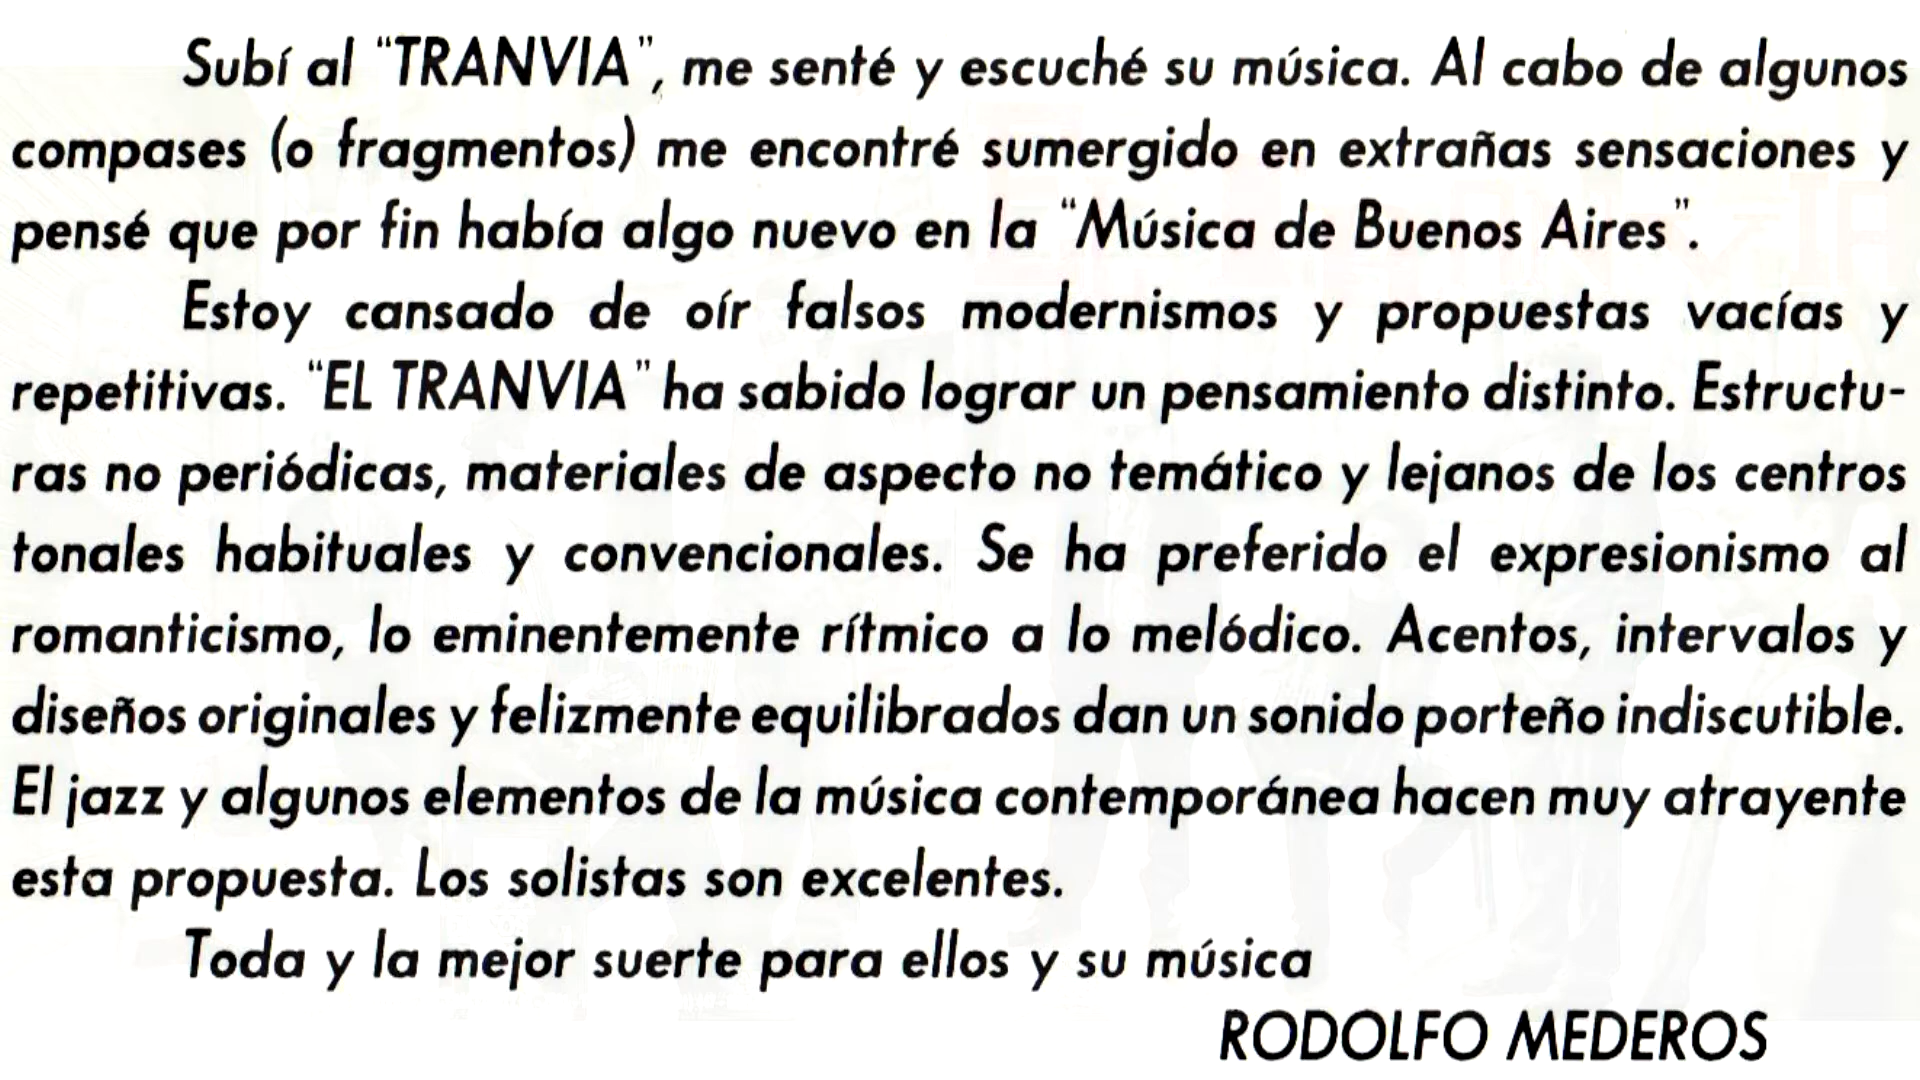 Subí al "TRANVIA", me senté y escuché su música. Al cabo de algunos
compases (o fragmentos) me encontré sumergido en extrañas sensaciones y
pensé que por fin había algo nuevo en la "Música de Buenos Aires".
Estoy cansado de oír falsos modernismos y propuestas vacías y
repetitivas. "EL TRANVIA" ha sabido lograr un pensamiento distinto. Estructu-
ras no periódicas, materiales de aspecto no temático y lejanos de los centros
tonales habituales y convencionales. Se ha preferido el expresionismo al
romanticismo, lo eminentemente rítmico a lo melódico. Acentos, intervalos y
diseños originales y felizmente equilibrados dan un sonido porteño indiscutible.
El jazz y algunos elementos de la música contemporánea hacen muy atrayente
esta propuesta. Los solistas son excelentes.
Toda y la mejor suerte para ellos y su música
RODOLFO MEDEROS